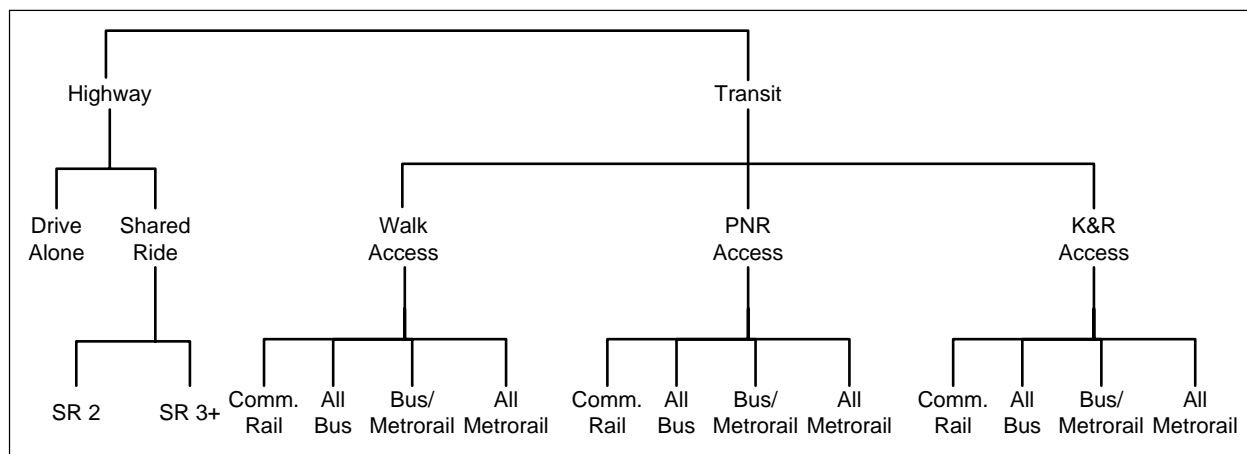 Highway
Transit
Drive
Alone
Shared
Ride
Walk
Access
PNR
Access
K&R
Access
SR 2
SR 3+
Comm.
Rail
All
Bus
Bus/
Metrorail
All
Metrorail
Comm.
Rail
All
Bus
Bus/
Metrorail
All
Metrorail
Comm.
Rail
All
Bus
Bus/
Metrorail
All
Metrorail